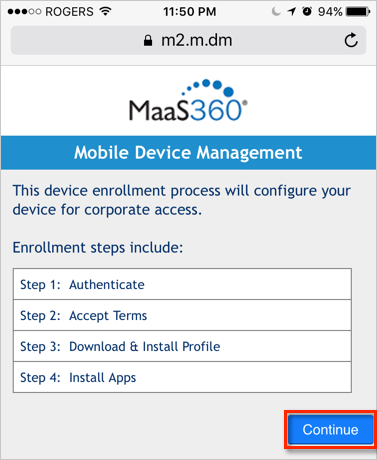 ROGERS 11:50 PM 94%
m2.m.dm
MaaS360®
Mobile Device Management
This device enrollment process will configure your
device for corporate access.
Enrollment steps include:
Step 1: Authenticate
Step 2: Accept Terms
Step 3: Download & Install Profile
Step 4: Install Apps
Continue